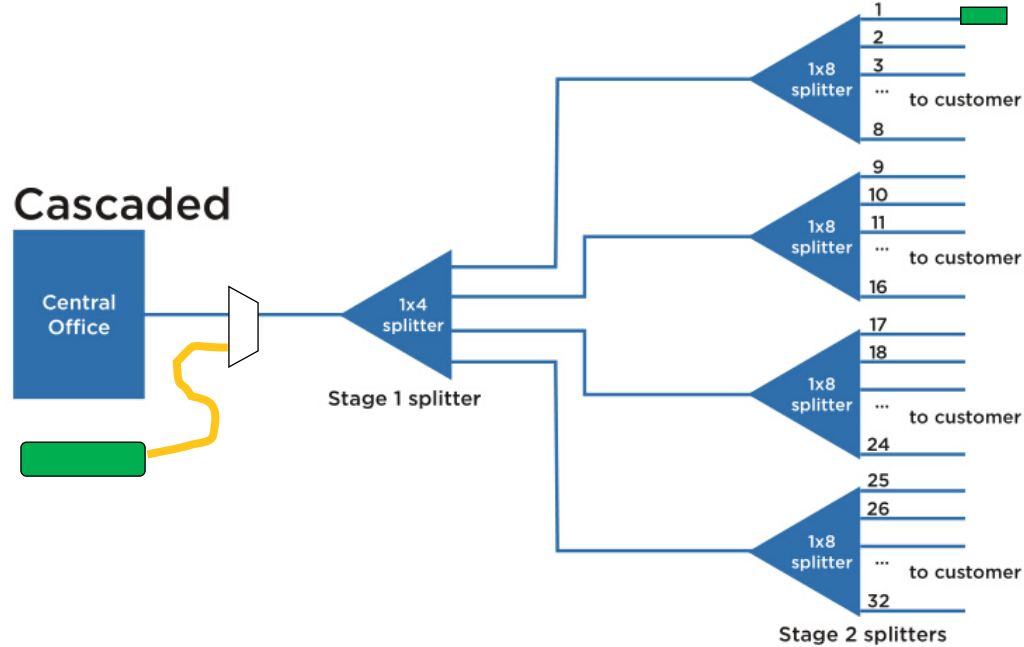 Cascaded
Central
Office
1x4
splitter
Stage 1 splitter
1x8
splitter
1
2
3
...
8
to customer
1x8
splitter
9
10
11
...
16
to customer
1x8
splitter
17
18
...
24
to customer
1x8
splitter
25
26
...
32
to customer
Stage 2 splitters